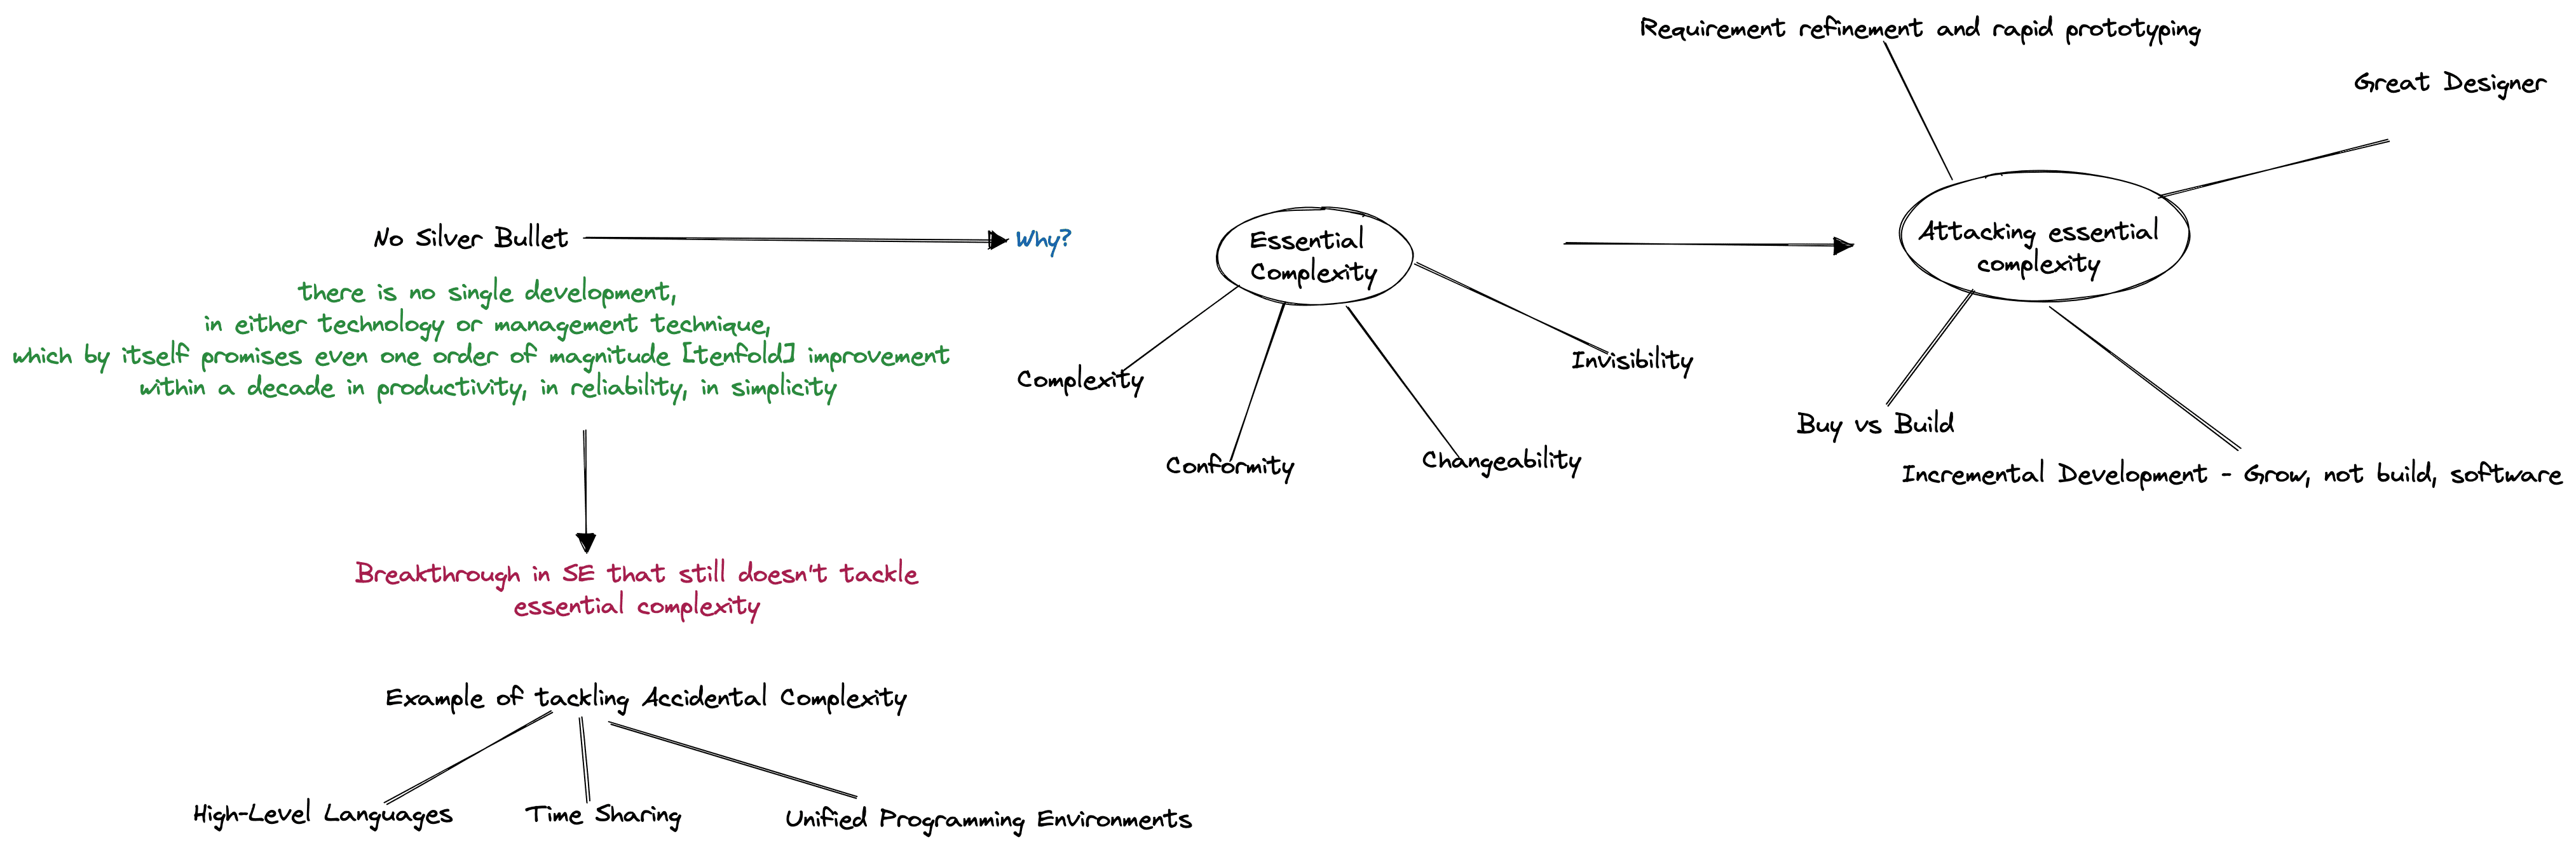 Requirement refinement and rapid prototyping
Great Designer
No Silver Bullet
Why?
Essential
Complexity
Attacking essential
complexity
there is no single development,
in either technology or management technique,
which by itself promises even one order of magnitude [tenfold] improvement
within a decade in productivity, in reliability, in simplicity
Complexity
Invisibility
Conformity
Changeability
Buy vs Build
Incremental Development - Grow, not build, software
Breakthrough in SE that still doesn't tackle
essential complexity
Example of tackling Accidental Complexity
High-Level Languages
Time Sharing
Unified Programming Environments